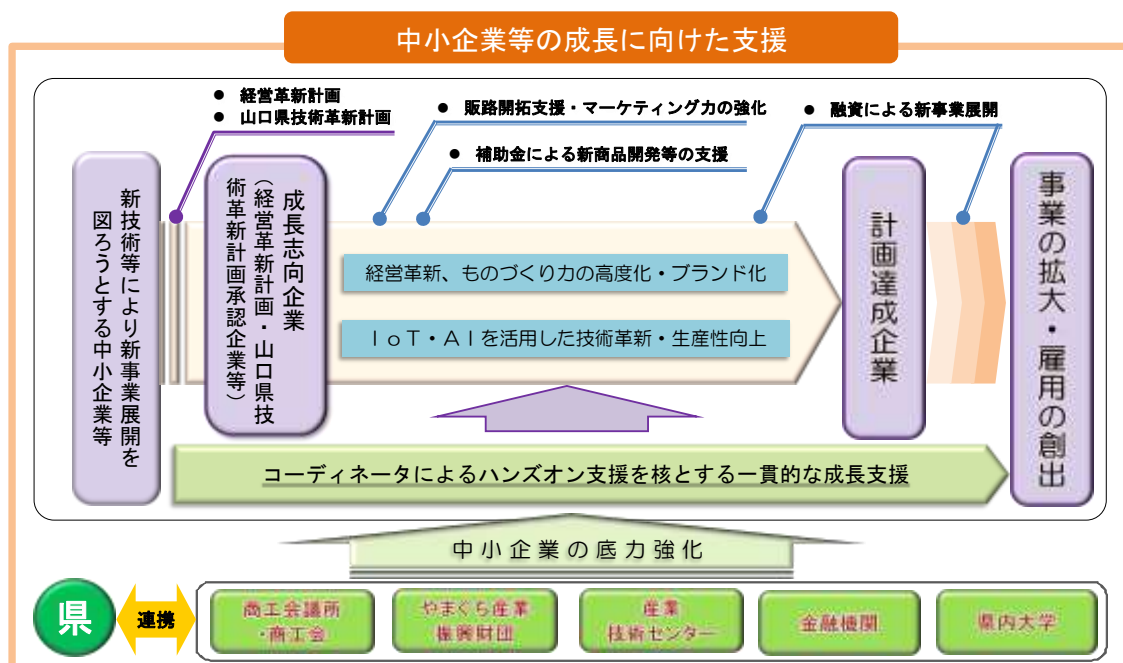 中小企業等の成長に向けた支援
● 経営革新計画
● 山口県技術革新計画
● 販路開拓支援・マーケティング力の強化
● 補助金による新商品開発等の支援
● 融資による新事業展開
新技術等により新事業展開を
図ろうとする中小企業等
成長志向企業
（経営革新計画・山口県技
術革新計画承認企業等）
経営革新、ものづくり力の高度化・ブランド化
ＩｏＴ・ＡＩを活用した技術革新・生産性向上
計画達成企業
事業の拡大・雇用の創出
コーディネータによるハンズオン支援を核とする一貫的な成長支援
中小企業の底力強化
県
連携
商工会議所
・商工会
やまぐち産業
振興財団
産業
技術センター
金融機関
県内大学